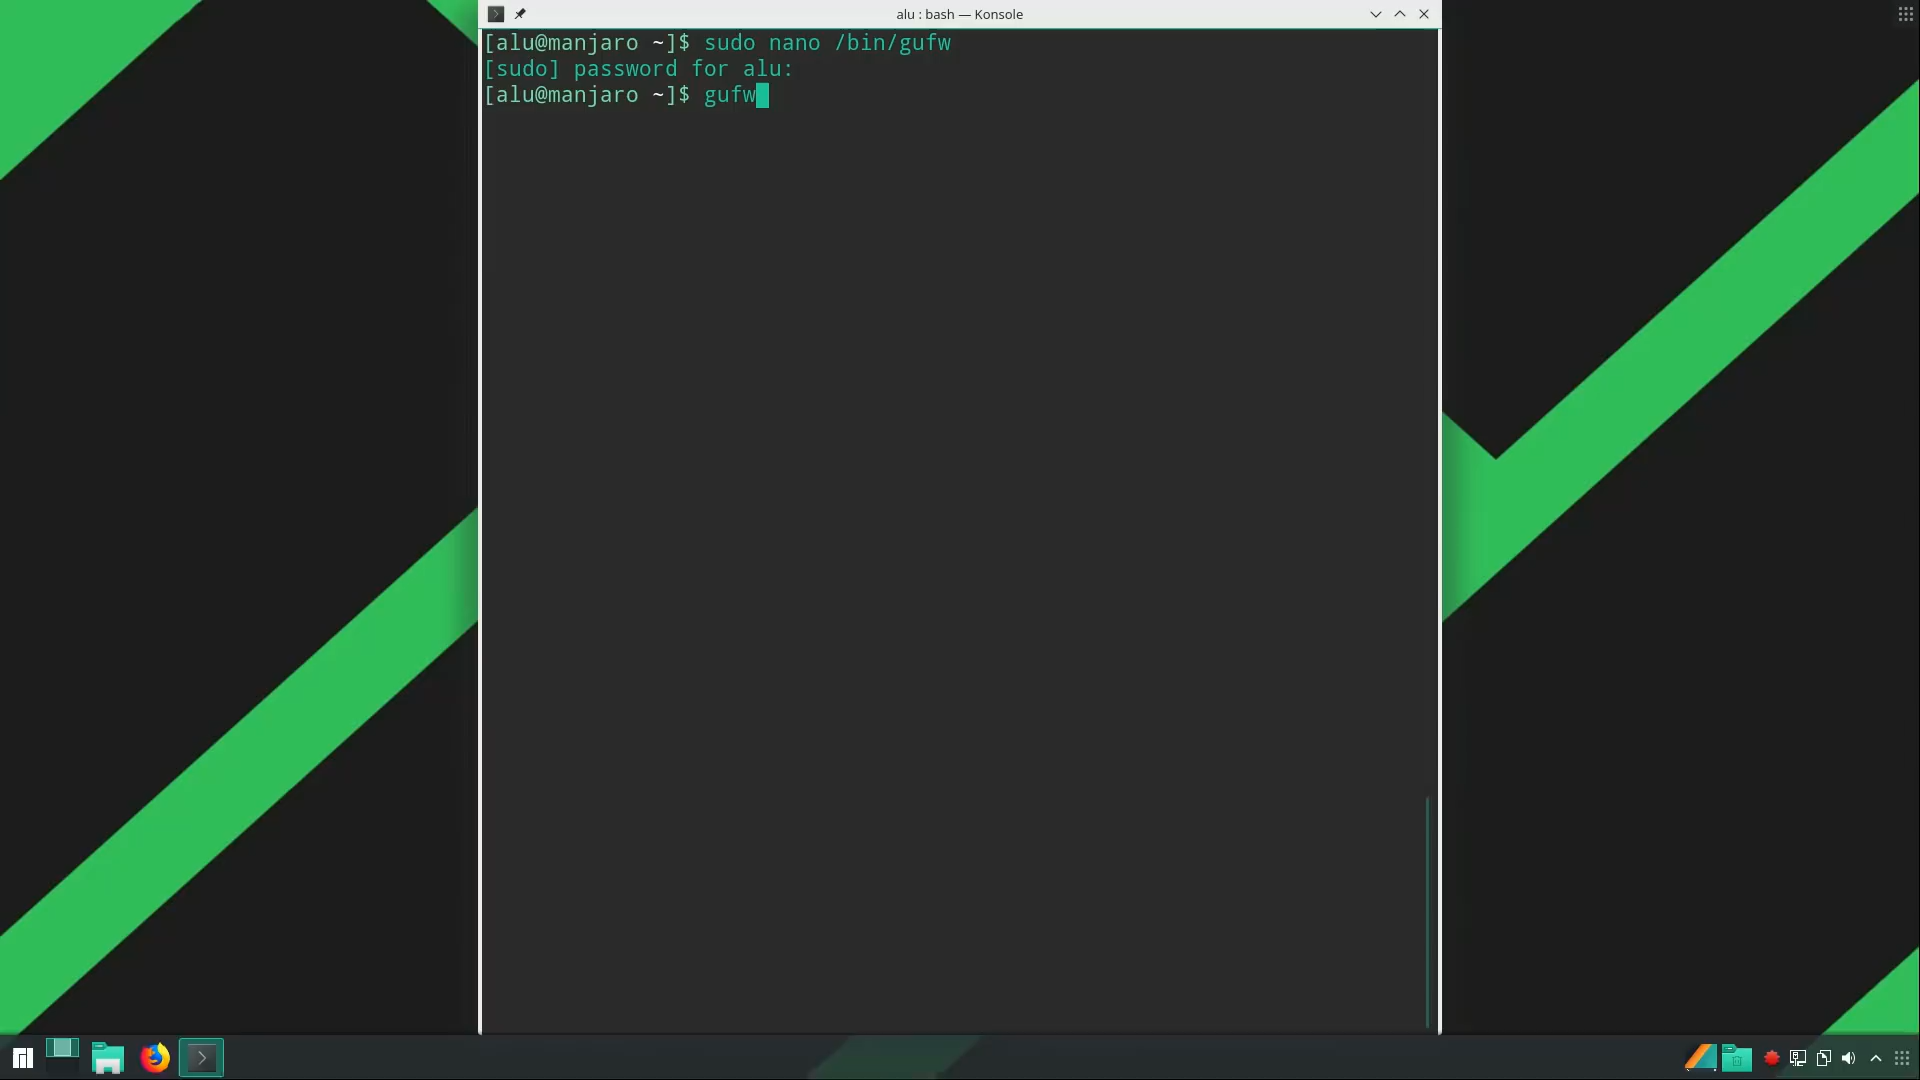 alu : bash — Konsole
[alu@manjaro ~]$ sudo nano /bin/gufw
[sudo] password for alu:
[alu@manjaro ~]$ gufw